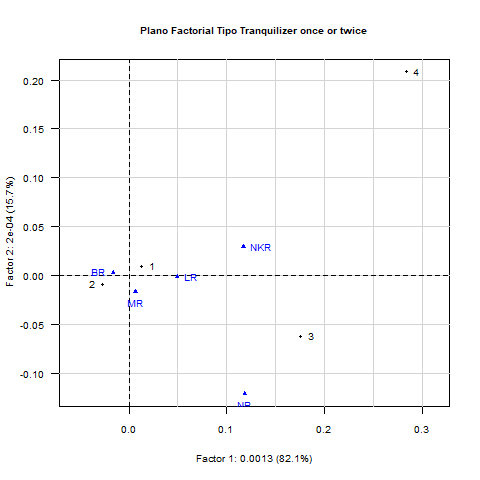 Plano Factorial Tipo Tranquilizer once or twice
4
0.20
0.15
0.10
0.05
NKR
1
BR
0.00
LR
2
MR
-0.05
3
-0.10
NR
0.0 0.1 0.2 0.3
Factor 2: 2e-04 (15.7%)
Factor 1: 0.0013 (82.1%)